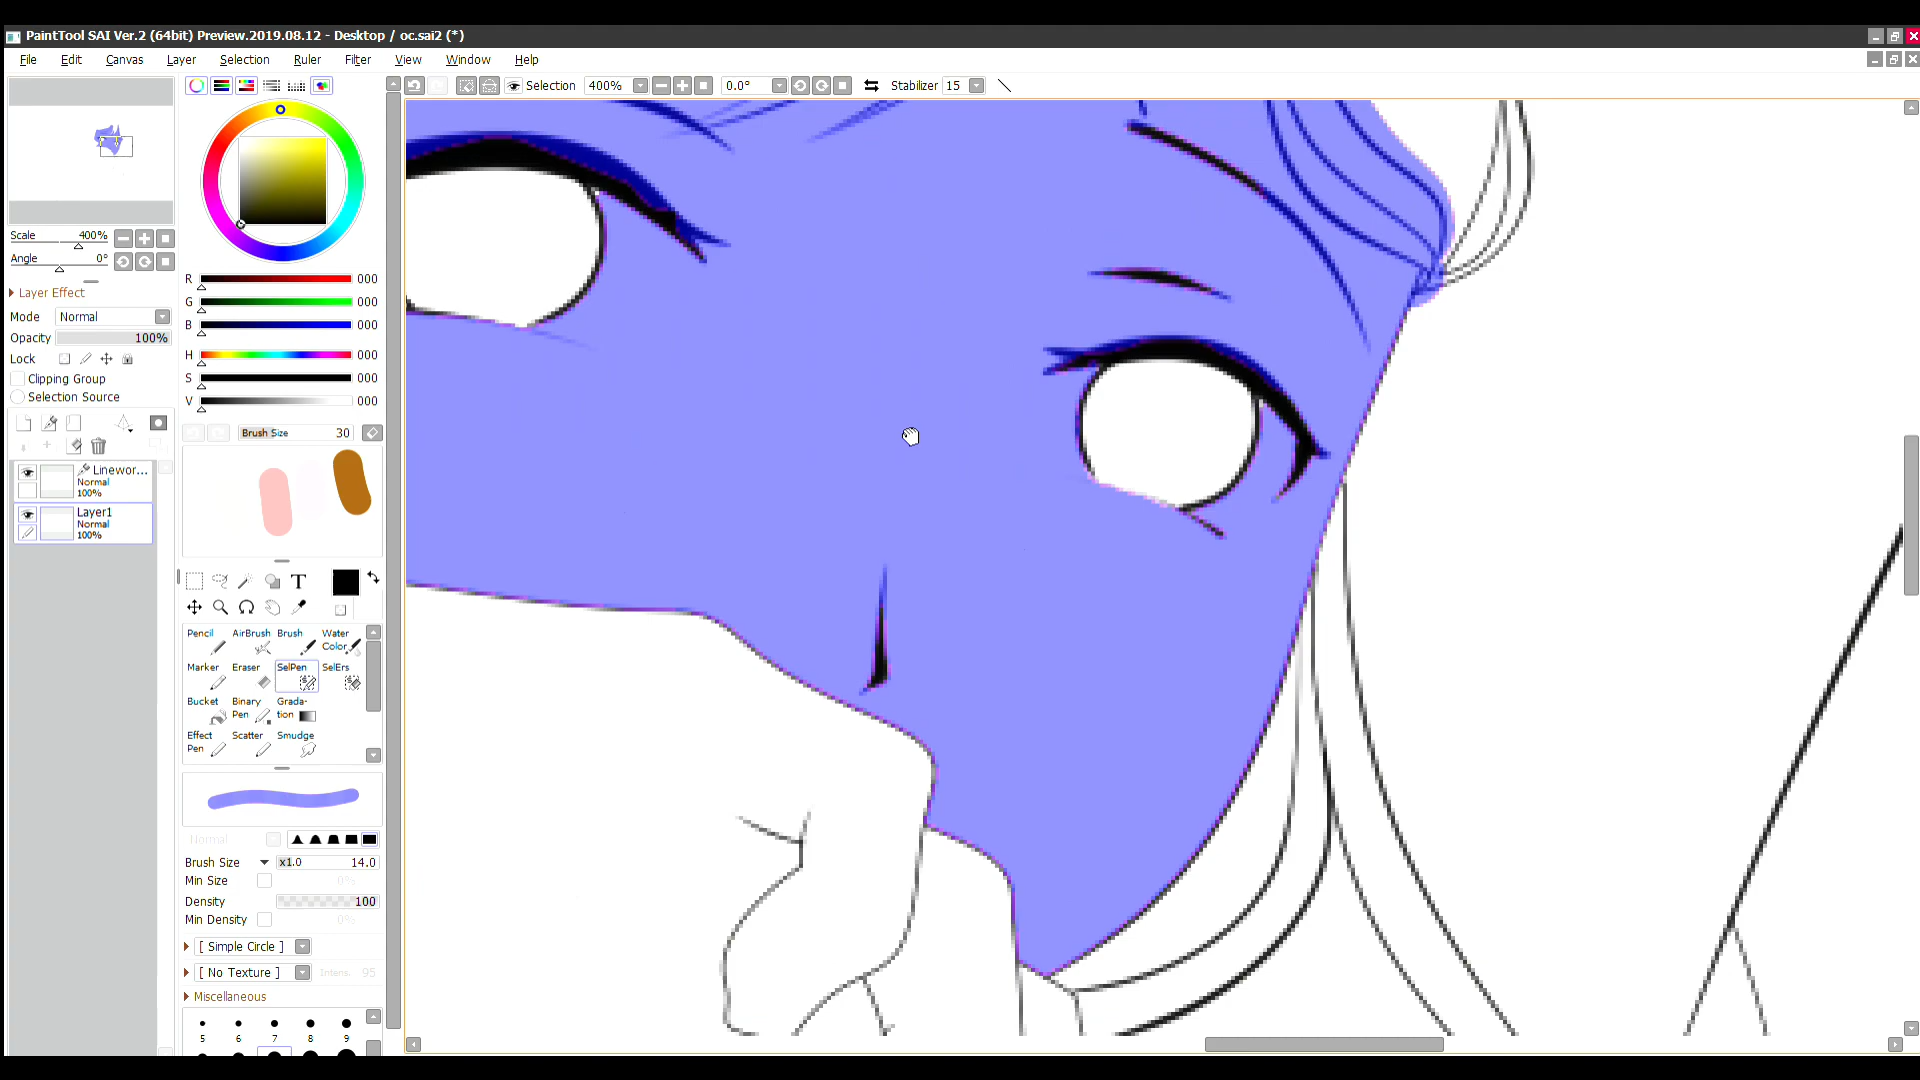 PaintTool SAI Ver.2 (64bit) Preview.2019.08.12 - Desktop / oc.sai2 (*)
File Edit Canvas Layer Selection Ruler Filter View Window Help
Selection 400% 0.0° Stabilizer 15
Scale 400%
Angle 0°
Layer Effect
Mode Normal
Opacity 100%
Lock
Clipping Group
Selection Source
Linewor...
Normal
100%
Layer1
Normal
100%
R 000
G 000
B 000
H 000
S 000
V 000
Brush Size 30
T
Pencil AirBrush Brush Water Color
Marker Eraser SelPen SelErs
Bucket Binary Pen Grada-tion
Effect Pen Scatter Smudge
Normal
Brush Size x1.0 14.0
Min Size 0%
Density 100
Min Density 0%
[ Simple Circle ]
[ No Texture ] Intens. 95
Miscellaneous
5 6 7 8 9